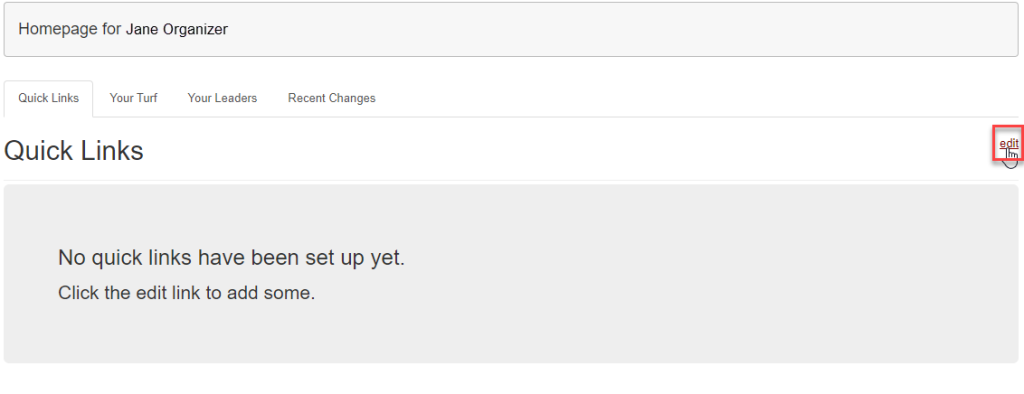 Homepage for Jane Organizer
Quick Links Your Turf Your Leaders Recent Changes
Quick Links
edit
No quick links have been set up yet.
Click the edit link to add some.